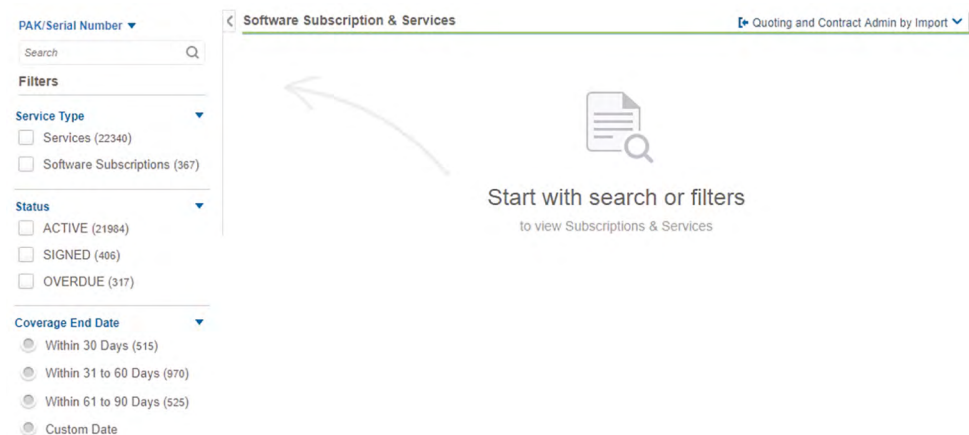 PAK/Serial Number
Search
Filters
Service Type
Services (22340)
Software Subscriptions (367)
Status
ACTIVE (21984)
SIGNED (406)
OVERDUE (317)
Coverage End Date
Within 30 Days (515)
Within 31 to 60 Days (970)
Within 61 to 90 Days (525)
Custom Date
Software Subscription & Services
Quoting and Contract Admin by Import
Start with search or filters
to view Subscriptions & Services